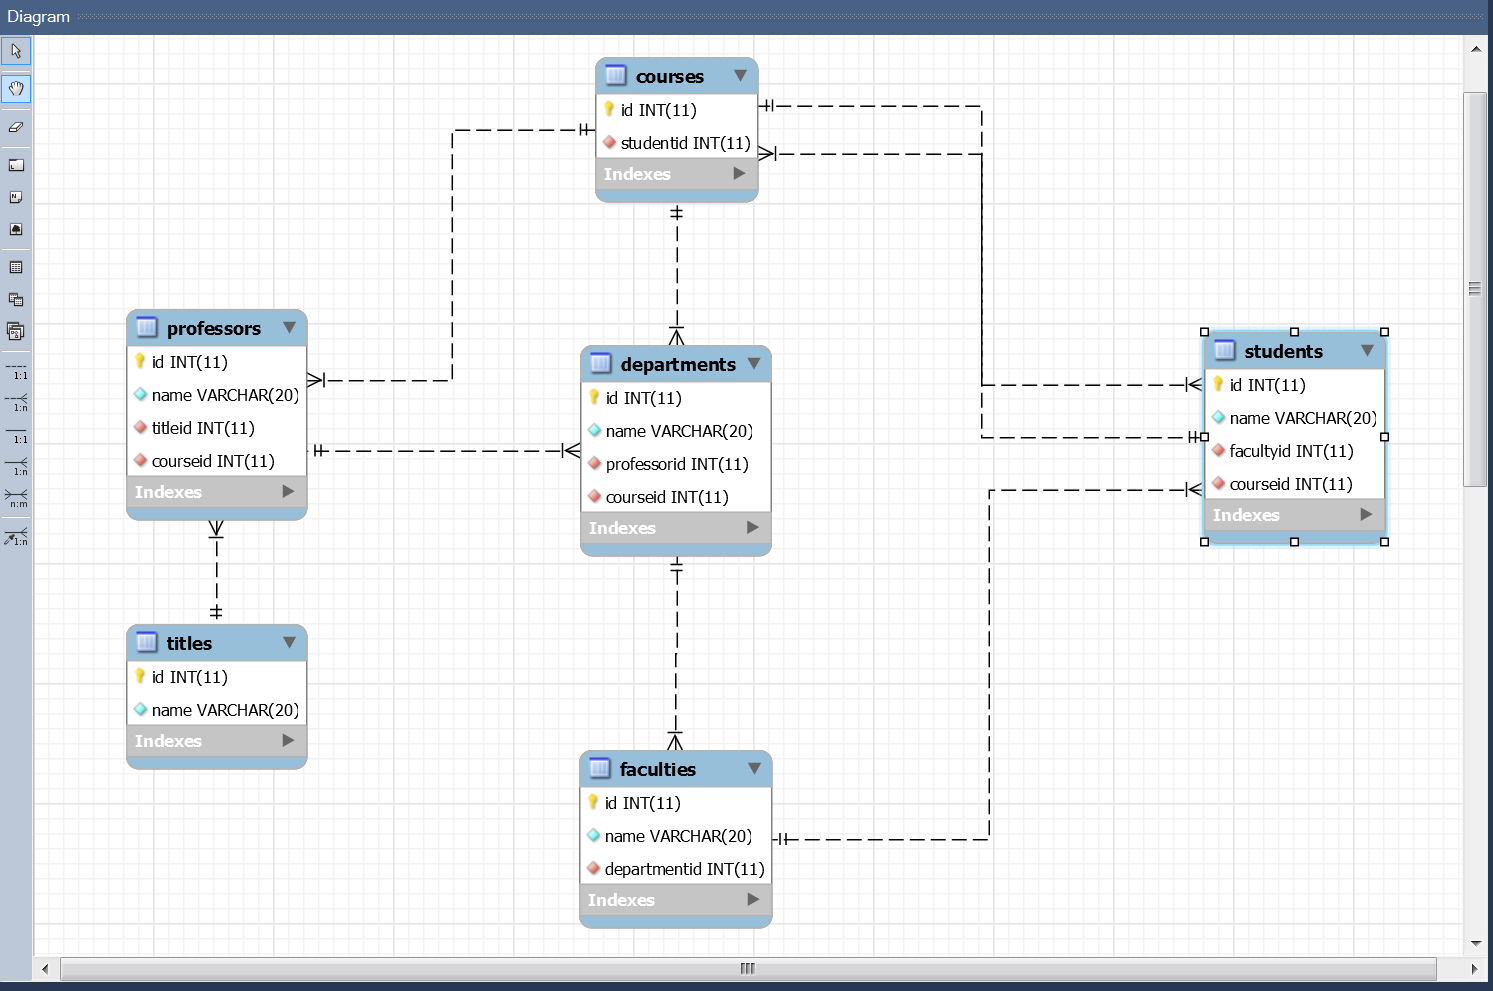 Diagram
courses
id INT(11)
studentid INT(11)
Indexes
professors
id INT(11)
name VARCHAR(20)
titleid INT(11)
courseid INT(11)
Indexes
departments
id INT(11)
name VARCHAR(20)
professorid INT(11)
courseid INT(11)
Indexes
students
id INT(11)
name VARCHAR(20)
facultyid INT(11)
courseid INT(11)
Indexes
titles
id INT(11)
name VARCHAR(20)
Indexes
faculties
id INT(11)
name VARCHAR(20)
departmentid INT(11)
Indexes
1:1
1:n
1:1
1:n
n:m
1:n